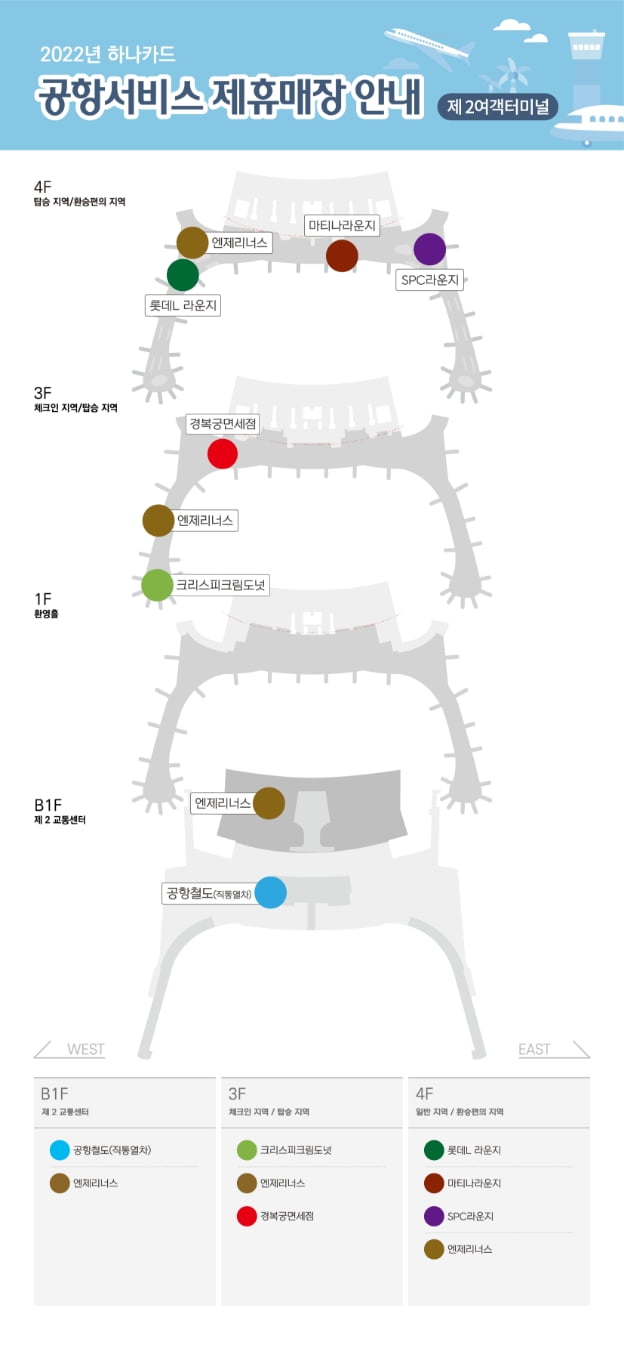 2022년 하나카드
공항서비스 제휴매장 안내
제 2여객터미널
4F
탑승 지역/환승편의 지역
엔제리너스
마티나라운지
SPC라운지
롯데L 라운지
3F
체크인 지역/탑승 지역
경복궁면세점
엔제리너스
크리스피크림도넛
1F
환영홀
B1F
제 2 교통센터
엔제리너스
공항철도(직통열차)
WEST
EAST
B1F
제 2 교통센터
공항철도(직통열차)
엔제리너스
3F
체크인 지역 / 탑승 지역
크리스피크림도넛
엔제리너스
경복궁면세점
4F
일반 지역 / 환승편의 지역
롯데L 라운지
마티나라운지
SPC라운지
엔제리너스